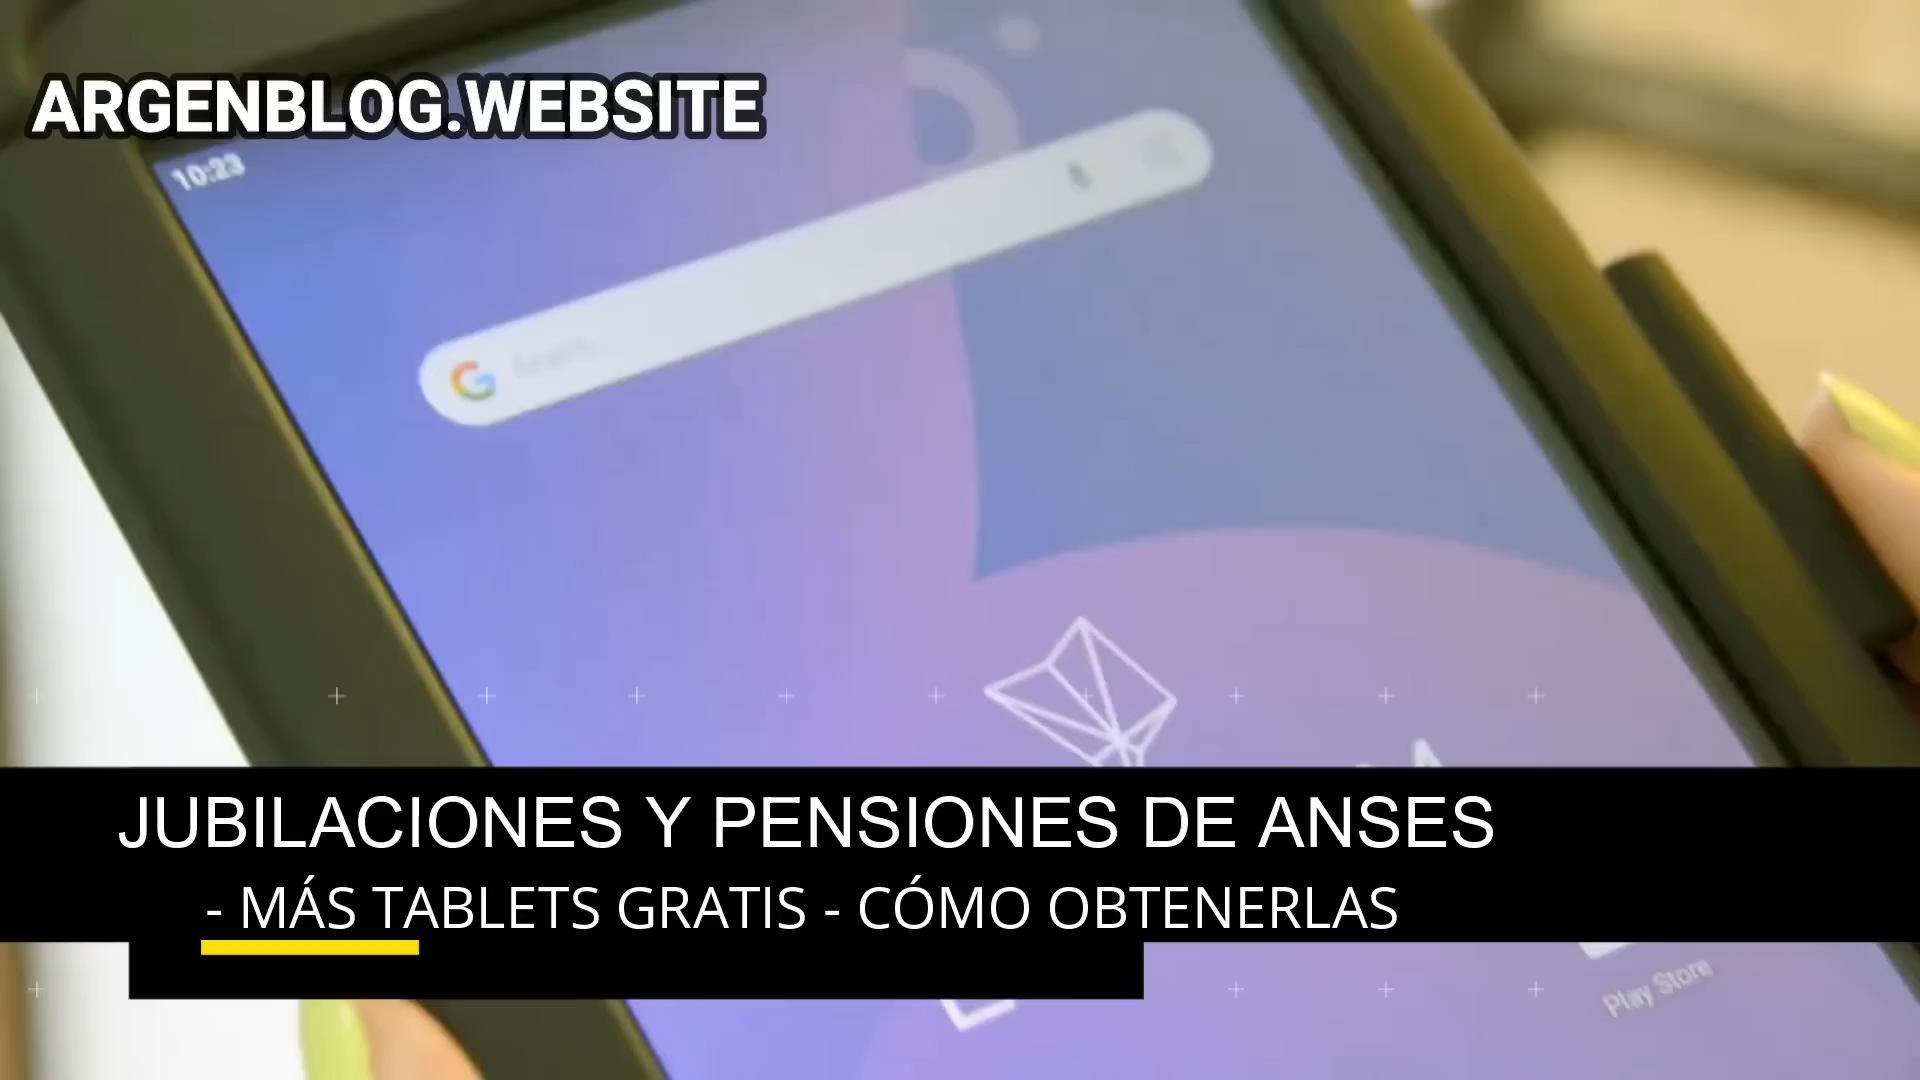 ARGENBLOG.WEBSITE
10:23
JUBILACIONES Y PENSIONES DE ANSES
- MÁS TABLETS GRATIS - CÓMO OBTENERLAS
Play Store